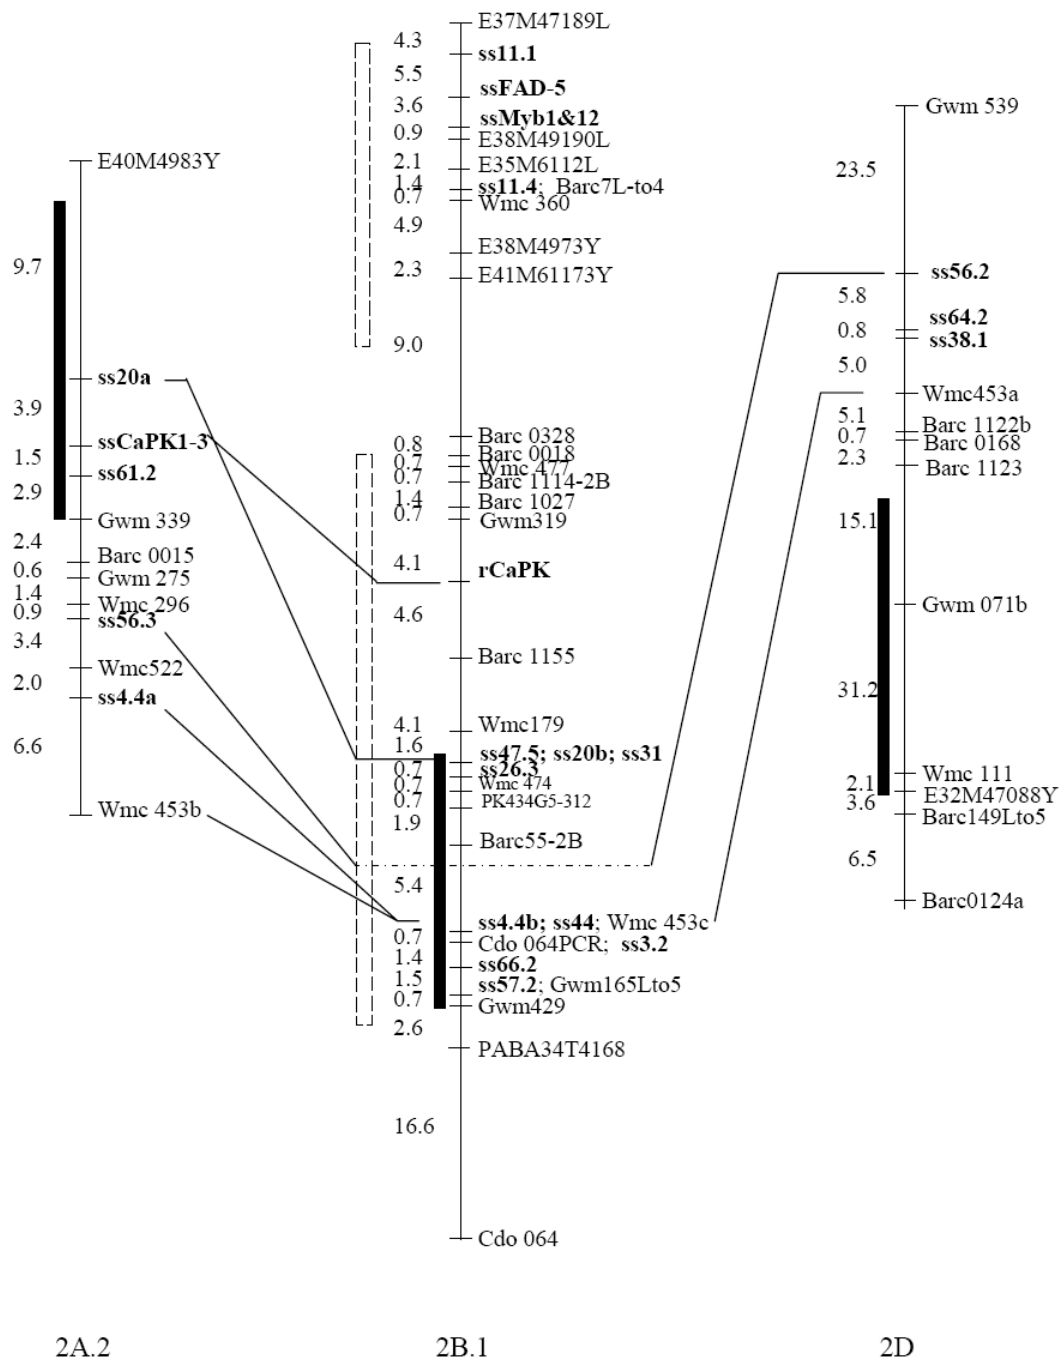 E40M4983Y
9.7
ss20a
3.9
ssCaPK1-3
1.5
ss61.2
2.9
Gwm 339
2.4
Barc 0015
0.6
Gwm 275
1.4
Wmc 296
0.9
ss56.3
3.4
Wmc522
2.0
ss4.4a
6.6
Wmc 453b
2A.2
E37M47189L
4.3
ss11.1
5.5
ssFAD-5
3.6
ssMyb1&12
0.9
E38M49190L
2.1
E35M6112L
1.4
ss11.4; Barc7L-to4
0.7
Wmc 360
4.9
E38M4973Y
2.3
E41M61173Y
9.0
Barc 0328
0.8
Barc 0018
0.7
Wmc 477
0.7
Barc 1114-2B
1.4
Barc 1027
0.7
Gwm319
4.1
rCaPK
4.6
Barc 1155
4.1
Wmc179
1.6
ss47.5; ss20b; ss31
0.7
ss26.3
0.7
Wmc 474
0.7
PK434G5-312
1.9
Barc55-2B
5.4
ss4.4b; ss44; Wmc 453c
0.7
Cdo 064PCR; ss3.2
1.4
ss66.2
1.5
ss57.2; Gwm165Lto5
0.7
Gwm429
2.6
PABA34T4168
16.6
Cdo 064
2B.1
Gwm 539
23.5
ss56.2
5.8
ss64.2
0.8
ss38.1
5.0
Wmc453a
5.1
Barc 1122b
0.7
Barc 0168
2.3
Barc 1123
15.1
Gwm 071b
31.2
Wmc 111
2.1
E32M47088Y
3.6
Barc149Lto5
6.5
Barc0124a
2D